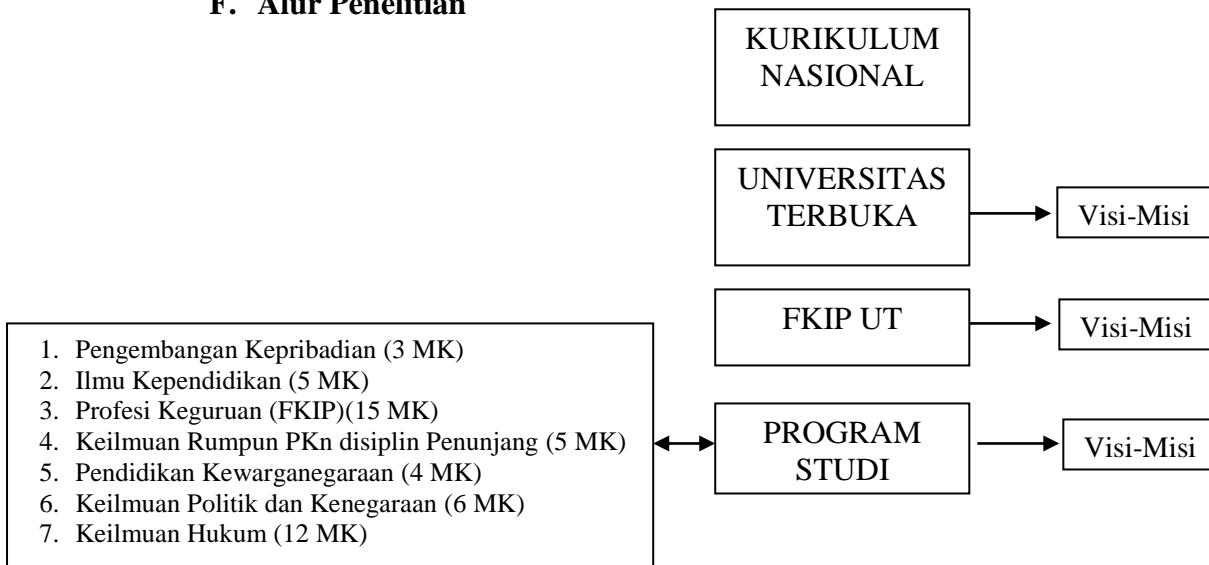 F. Alur Penelitian
KURIKULUM
NASIONAL
UNIVERSITAS
TERBUKA
Visi-Misi
FKIP UT
Visi-Misi
1. Pengembangan Kepribadian (3 MK)
2. Ilmu Kependidikan (5 MK)
3. Profesi Keguruan (FKIP)(15 MK)
4. Keilmuan Rumpun PKn disiplin Penunjang (5 MK)
5. Pendidikan Kewarganegaraan (4 MK)
6. Keilmuan Politik dan Kenegaraan (6 MK)
7. Keilmuan Hukum (12 MK)
PROGRAM
STUDI
Visi-Misi